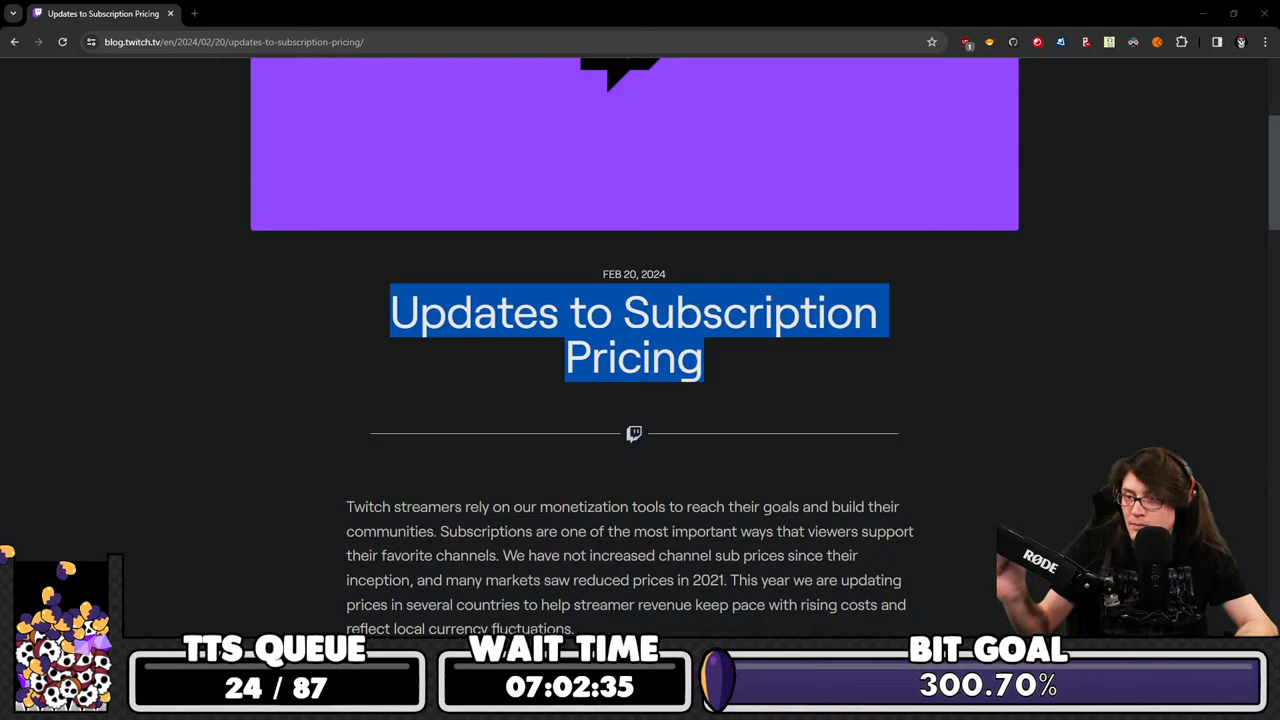 Updates to Subscription Pricing
blog.twitch.tv/en/2024/02/20/updates-to-subscription-pricing/
1
FEB 20, 2024
Updates to Subscription
Pricing
Twitch streamers rely on our monetization tools to reach their goals and build their
communities. Subscriptions are one of the most important ways that viewers support
their favorite channels. We have not increased channel sub prices since their
inception, and many markets saw reduced prices in 2021. This year we are updating
prices in several countries to help streamer revenue keep pace with rising costs and
reflect local currency fluctuations.
RØDE
TTS QUEUE
24 / 87
WAIT TIME
07:02:35
BIT GOAL
300.70%